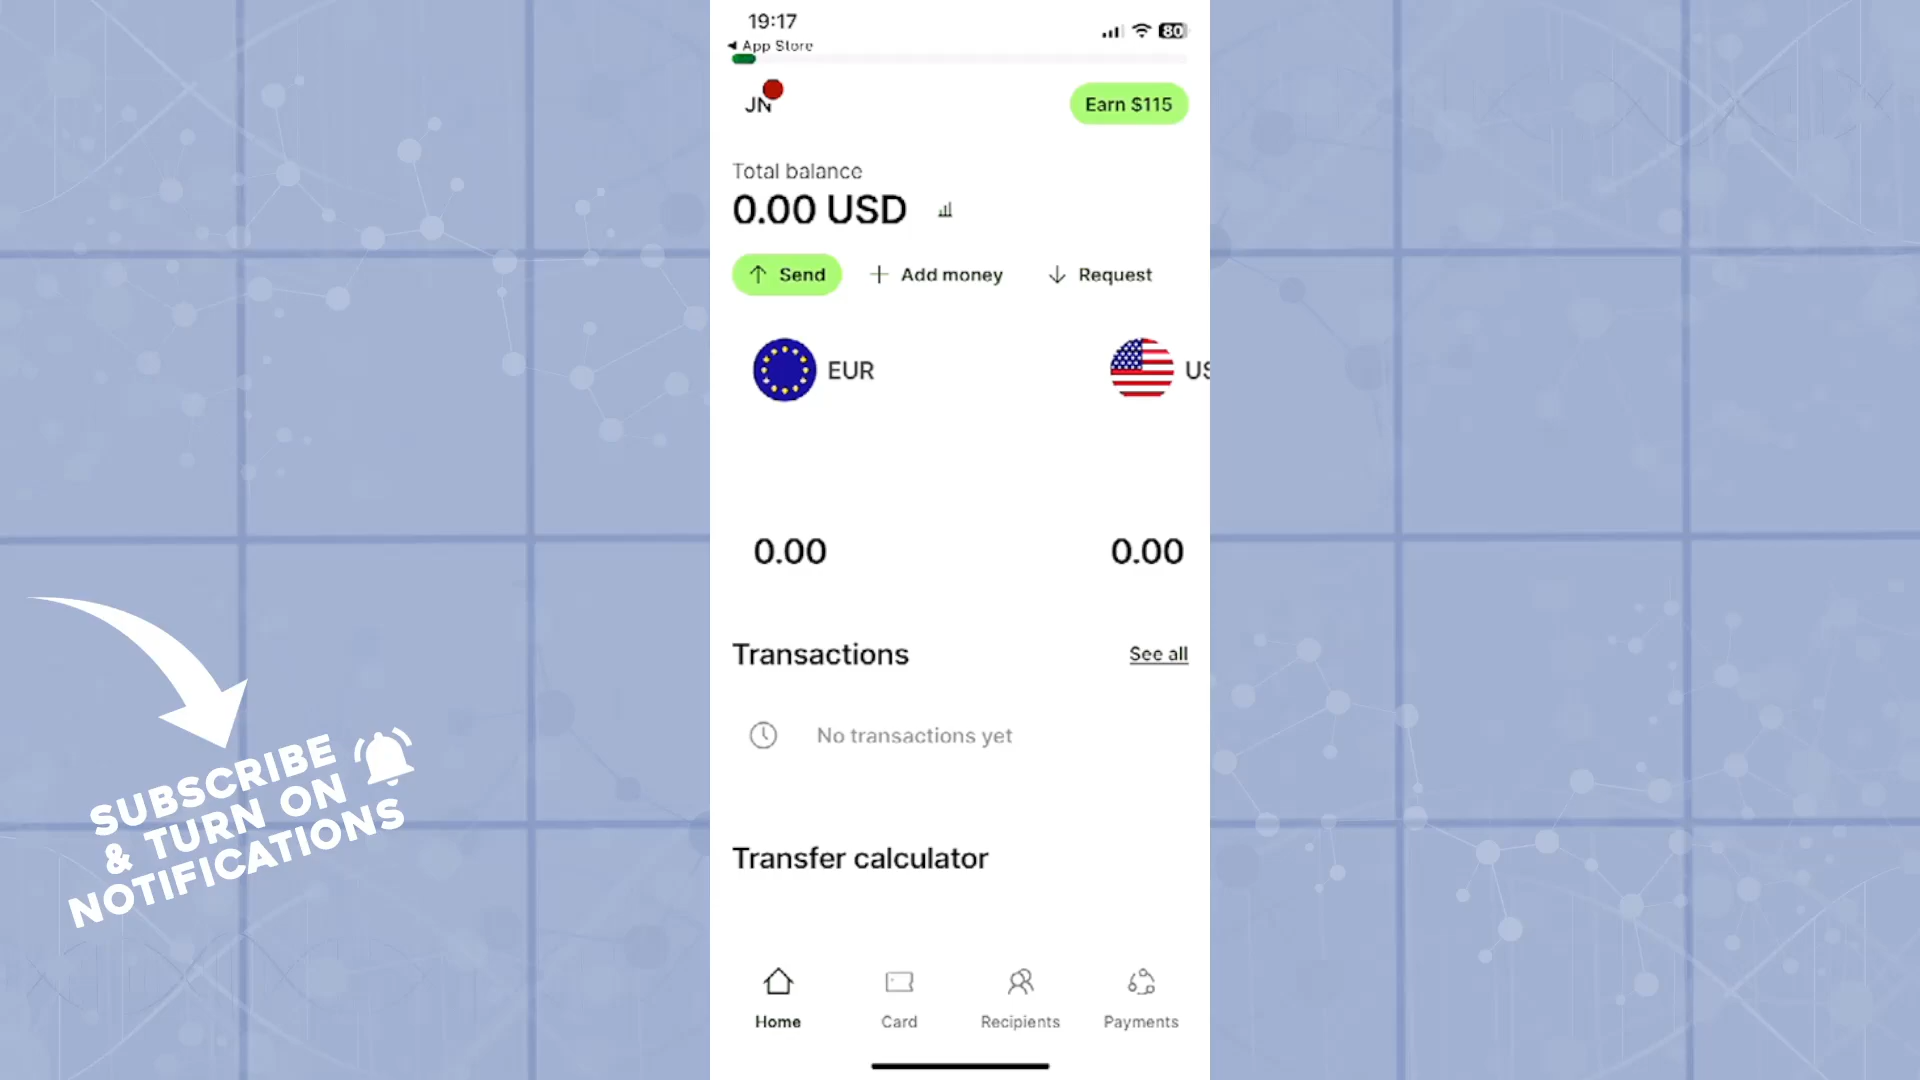 19:17
80
App Store
JN
Earn $115
Total balance
0.00 USD
Send
Add money
Request
EUR
US
0.00
0.00
Transactions
See all
No transactions yet
Transfer calculator
Home
Card
Recipients
Payments
SUBSCRIBE
& TURN ON
NOTIFICATIONS